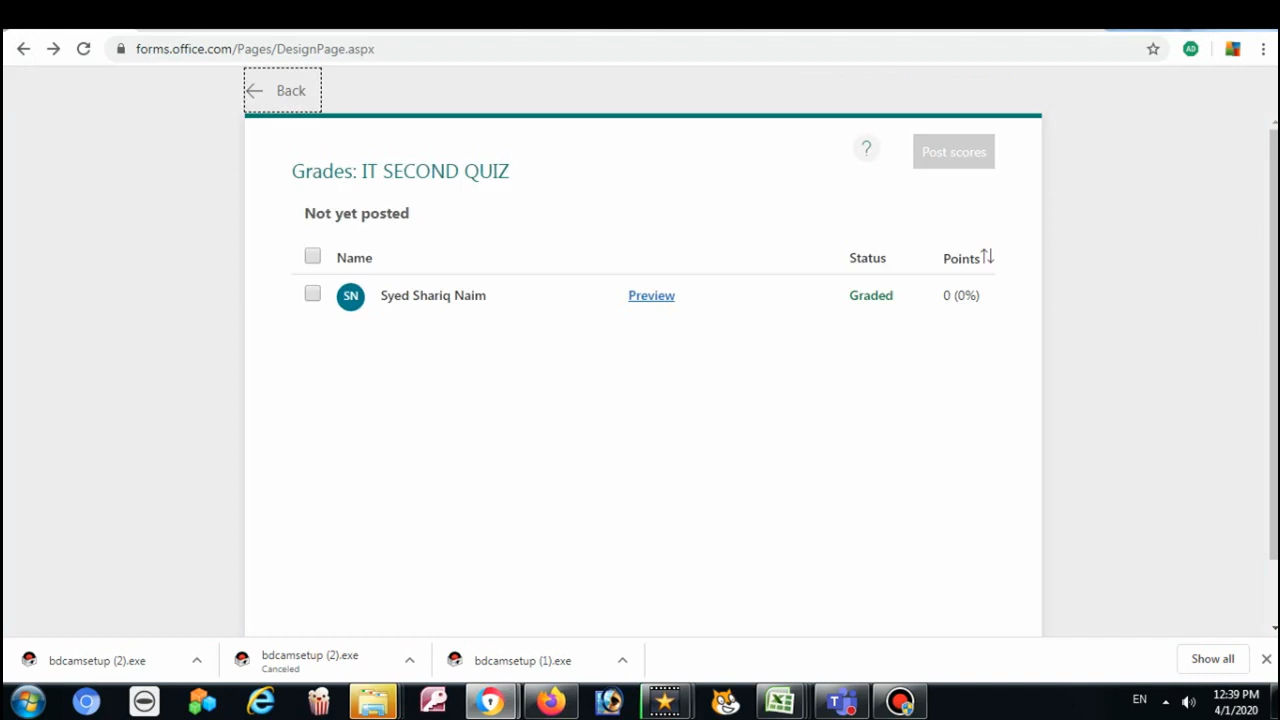 forms.office.com/Pages/DesignPage.aspx
AD
Back
?
Post scores
Grades: IT SECOND QUIZ
Not yet posted
Name Status Points
SN Syed Shariq Naim Preview Graded 0 (0%)
bdcamsetup (2).exe
bdcamsetup (2).exe
Canceled
bdcamsetup (1).exe
Show all
EN
12:39 PM
4/1/2020